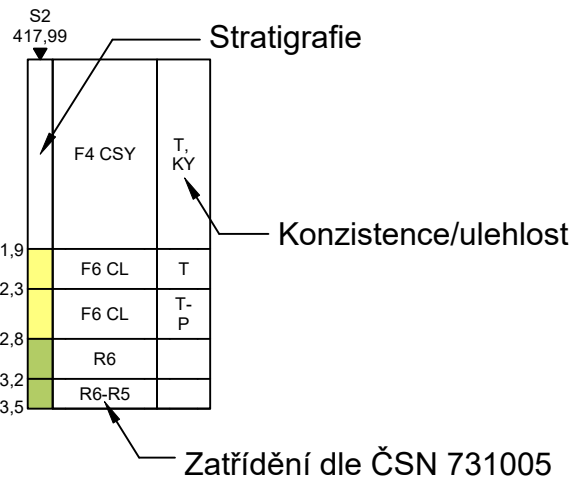 S2
417,99
Stratigrafie
F4 CSY
T,
KY
Konzistence/ulehlost
1,9
F6 CL
T
2,3
F6 CL
T-
P
2,8
R6
3,2
R6-R5
3,5
Zatřídění dle ČSN 731005